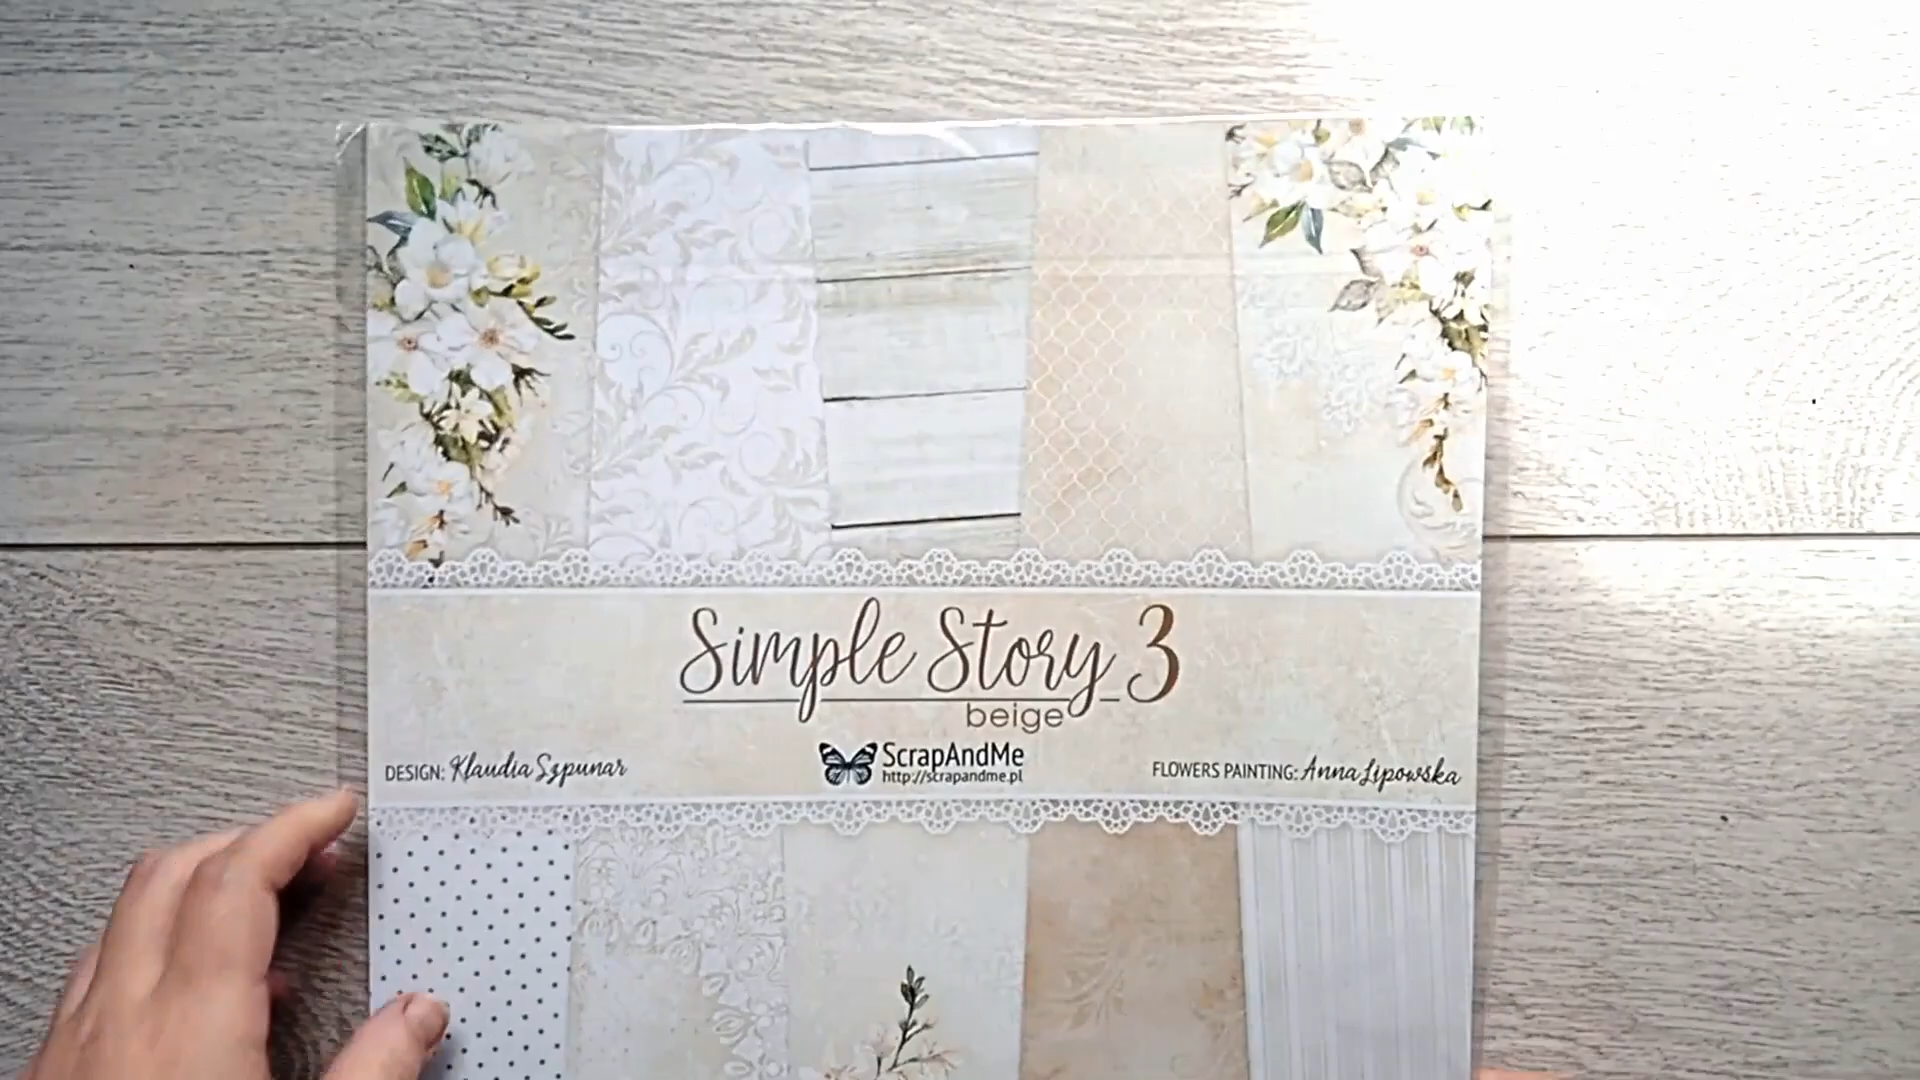 Simple Story 3
beige
DESIGN: Klaudia Szpunar
ScrapAndMe
http://scrapandme.pl
FLOWERS PAINTING: Anna Lipowska